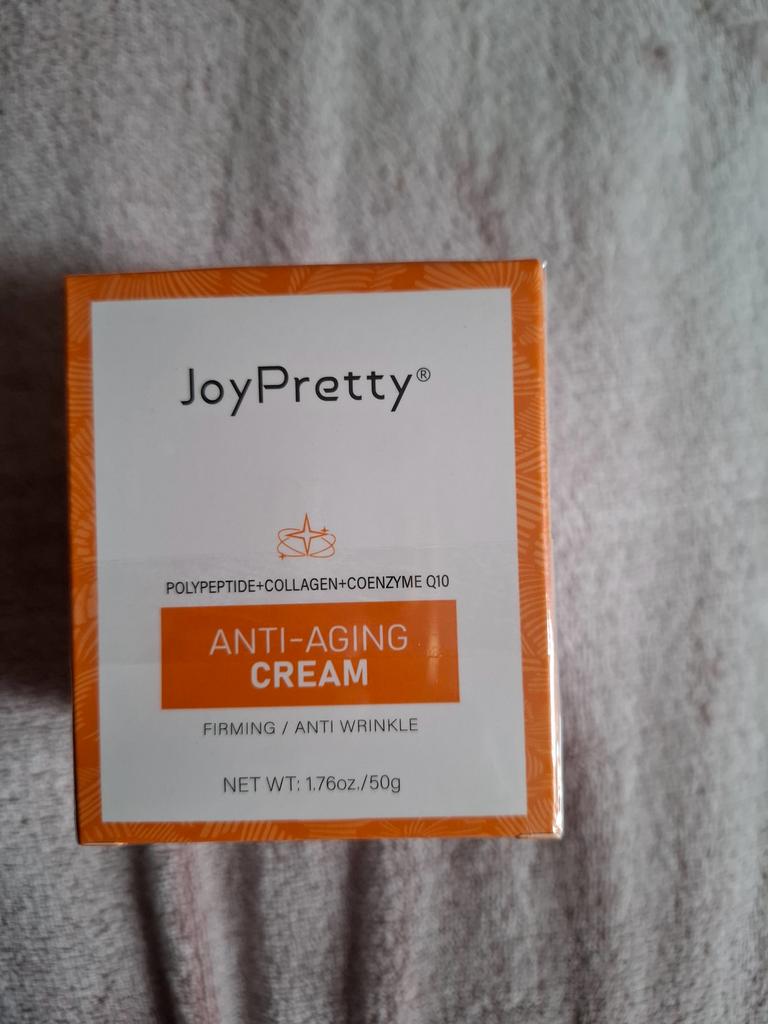 JoyPretty®
POLYPEPTIDE+COLLAGEN+COENZYME Q10
ANTI-AGING
CREAM
FIRMING / ANTI WRINKLE
NET WT: 1.76oz./50g